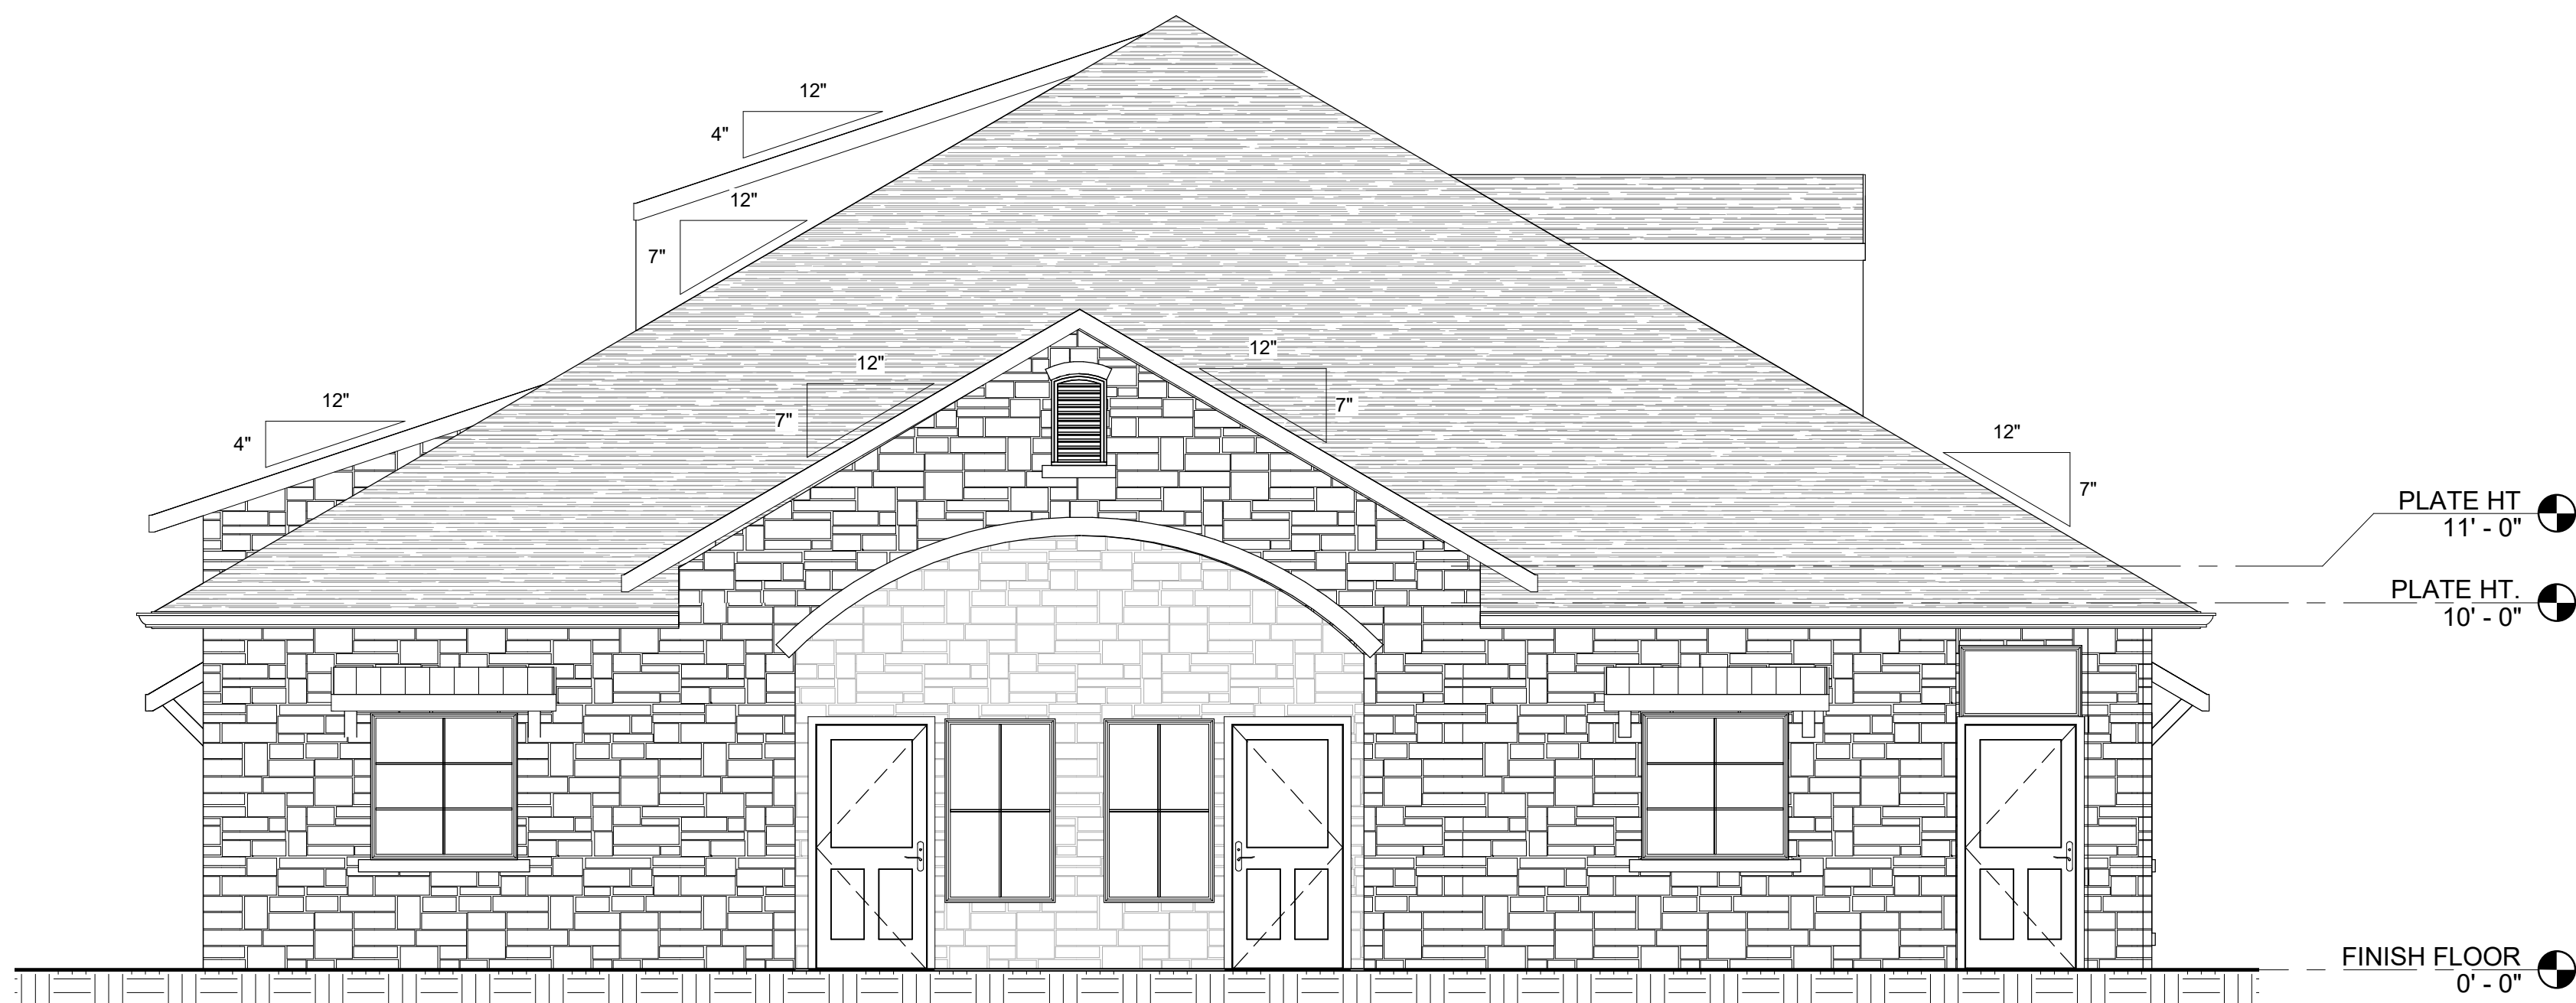 12"
4"
12"
7"
12"
4"
12"
7"
12"
7"
12"
7"
PLATE HT
11' - 0"
PLATE HT.
10' - 0"
FINISH FLOOR
0' - 0"